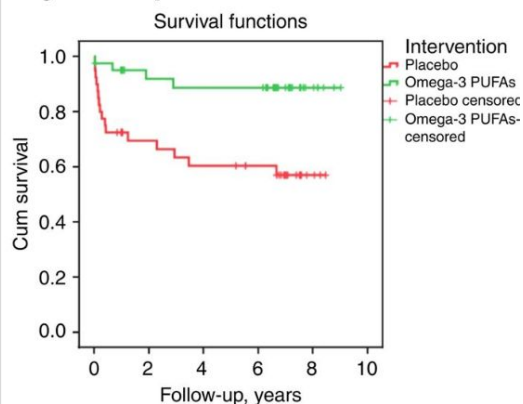 Survival functions
Intervention
Placebo
Omega-3 PUFAs
Placebo censored
Omega-3 PUFAs-
censored
Cum survival
1.0
0.8
0.6
0.4
0.2
0.0
0 2 4 6 8 10
Follow-up, years